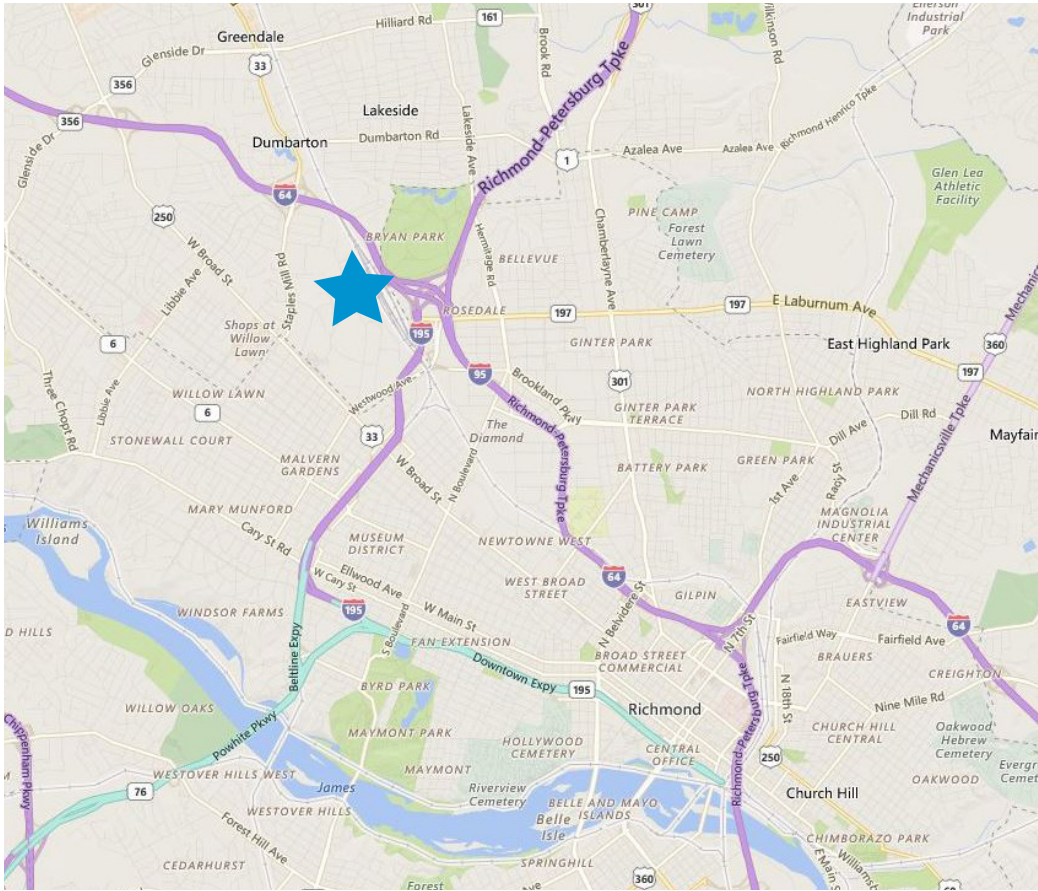 Emerson
Industrial
Park
161
301
Hilliard Rd
Greendale
Glenside Dr
33
Brook Rd
Wilkinson Rd
Richmond-Petersburg Tpke
356
356
Lakeside
Lakeside Ave
Dumbarton Rd
Dumbarton
1
Azalea Ave
Azalea Ave
Richmond Henrico Tpke
Glenside Dr
64
250
W Broad St
Libbie Ave
Staples Mill Rd
BRYAN PARK
Hermitage Rd
BELLEVUE
PINE CAMP
Forest
Lawn
Cemetery
Chamberlayne Ave
Glen Lea
Athletic
Facility
197
E Laburnum Ave
197
ROSEDALE
197
195
Shops at
Willow
Lawn
6
GINTER PARK
East Highland Park
360
197
Mechanicsville Tpke
Three Chopt Rd
Libbie Ave
WILLOW LAWN
6
Westwood Ave
95
Brookland Pkwy
301
NORTH HIGHLAND PARK
GINTER PARK
TERRACE
Dill Rd
Dill Ave
Mayfair
STONEWALL COURT
33
The
Diamond
Richmond-Petersburg Tpke
N Boulevard
W Broad St
MALVERN
GARDENS
BATTERY PARK
GREEN PARK
1st Ave
MARY MUNFORD
Cary St Rd
Williams
Island
MUSEUM
DISTRICT
NEWTOWNE WEST
MAGNOLIA
INDUSTRIAL
CENTER
Ellwood Ave
W Cary St
WEST BROAD
STREET
64
GILPIN
EASTVIEW
WINDSOR FARMS
195
W Main St
N Belvidere St
N 7th St
Fairfield Way
Fairfield Ave
64
Beltline Expy
S Boulevard
FAN EXTENSION
BROAD STREET
COMMERCIAL
BRAUERS
BYRD PARK
Downtown Expy
195
N 18th St
CREIGHTON
Nine Mile Rd
WILLOW OAKS
Chippenham Pkwy
Powhite Pkwy
MAYMONT PARK
HOLLYWOOD
CEMETERY
Richmond
Richmond-Petersburg Tpke
CENTRAL
OFFICE
250
CHURCH HILL
CENTRAL
Oakwood
Hebrew
Cemetery
WESTOVER HILLS WEST
MAYMONT
76
James
Riverview
Cemetery
BELLE AND MAYO
ISLANDS
Church Hill
OAKWOOD
WESTOVER HILLS
Belle
Isle
Forest Hill Ave
CHIMBORAZO PARK
CEDARHURST
SPRINGHILL
E Main St
Forest
360